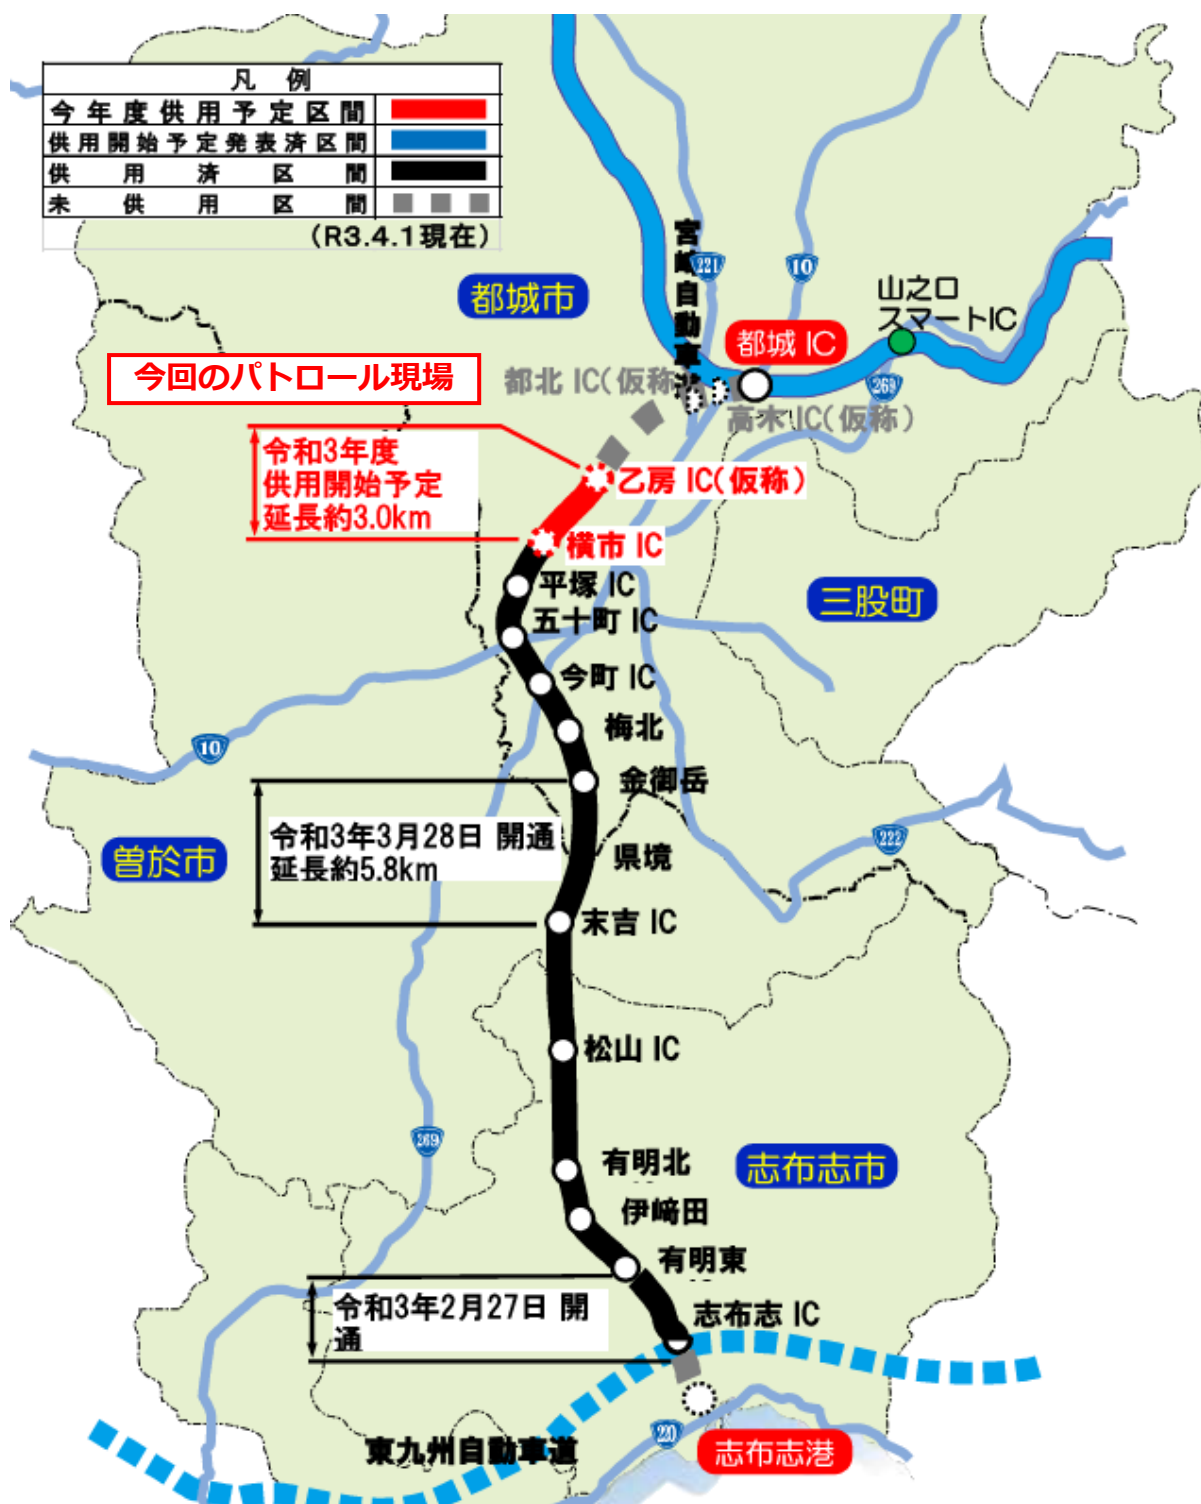 凡 例
今年度供用予定区間
供用開始予定発表済区間
供用済区間
未供用区間
(R3.4.1現在)
宮崎自動車道
221
10
都城市
山之口
スマートIC
都城 IC
今回のパトロール現場
都北 IC(仮称
269
高木 IC(仮称)
令和3年度
供用開始予定
延長約3.0km
乙房 IC(仮称)
横市 IC
平塚 IC
三股町
五十町 IC
今町 IC
梅北
10
金御岳
令和3年3月28日 開通
延長約5.8km
222
曽於市
県境
末吉 IC
松山 IC
269
有明北
志布志市
伊﨑田
有明東
令和3年2月27日 開
通
志布志 IC
220
東九州自動車道
志布志港